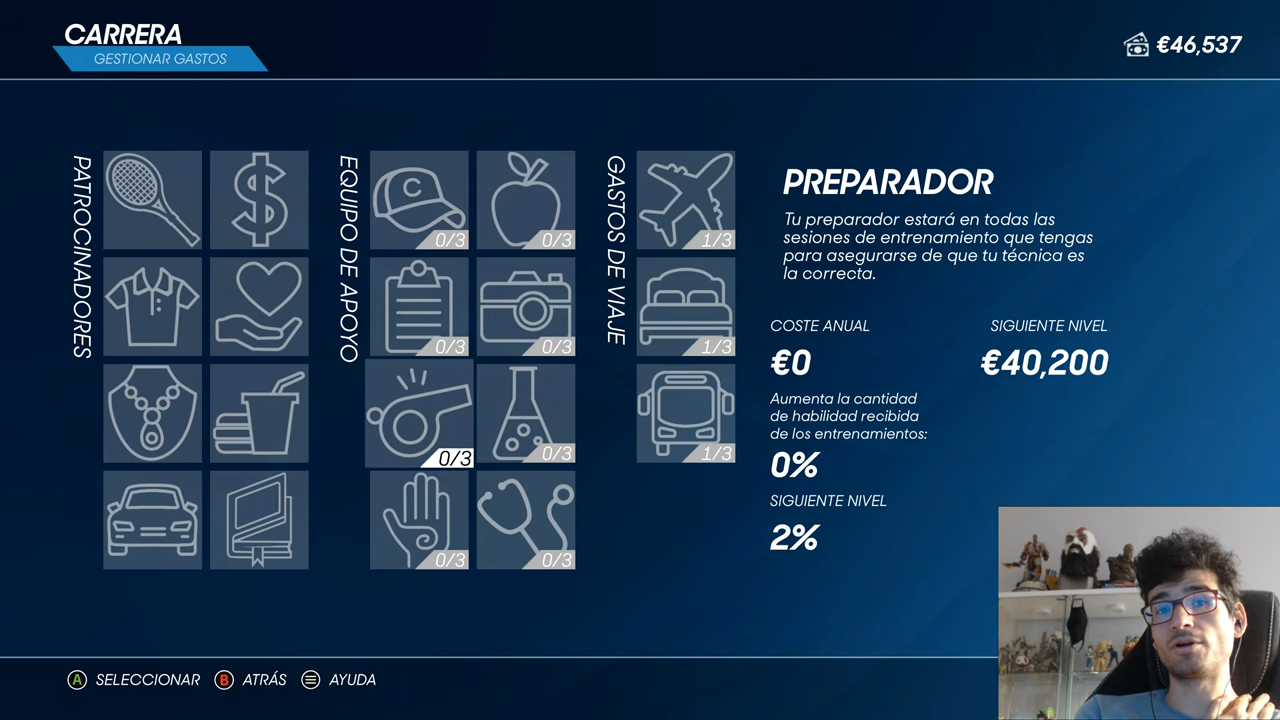 CARRERA
GESTIONAR GASTOS
€46,537
PATROCINADORES
EQUIPO DE APOYO
C
0/3
0/3
0/3
0/3
0/3
0/3
0/3
0/3
GASTOS DE VIAJE
1/3
1/3
1/3
PREPARADOR
Tu preparador estará en todas las
sesiones de entrenamiento que tengas
para asegurarse de que tu técnica es
la correcta.
COSTE ANUAL
€0
SIGUIENTE NIVEL
€40,200
Aumenta la cantidad
de habilidad recibida
de los entrenamientos:
0%
SIGUIENTE NIVEL
2%
A SELECCIONAR B ATRÁS AYUDA